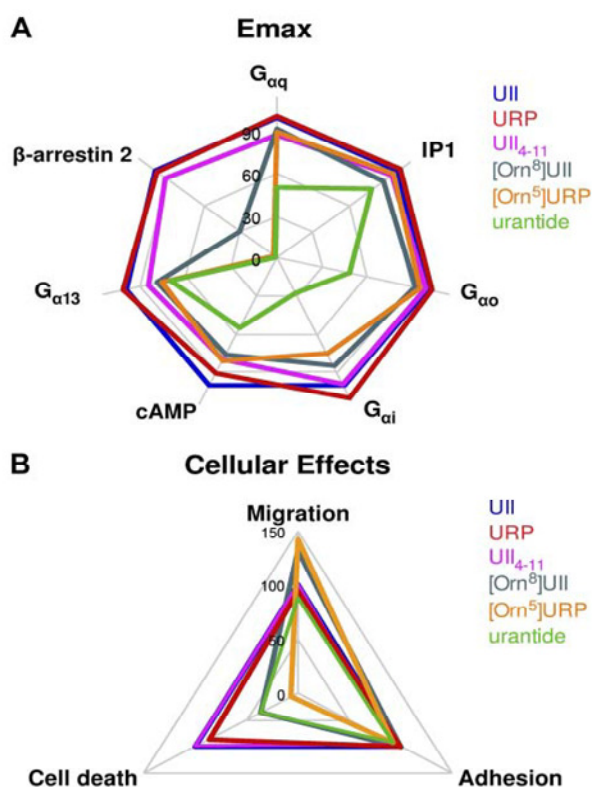 A
Emax
Gαq
β-arrestin 2
IP1
90
60
30
0
Gα13
Gαo
cAMP
Gαi
UII
URP
UII4-11
[Orn8]UII
[Orn5]URP
urantide
B
Cellular Effects
Migration
150
100
50
0
Cell death
Adhesion
UII
URP
UII4-11
[Orn8]UII
[Orn5]URP
urantide